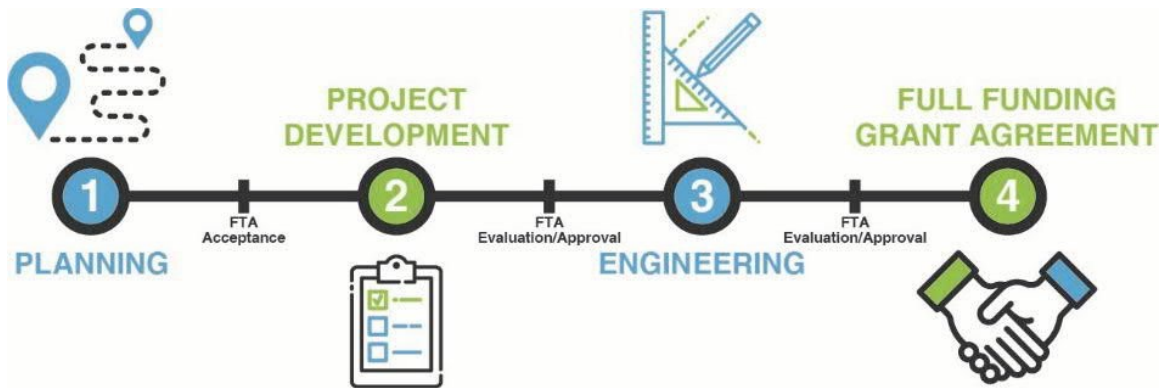 1
PLANNING
FTA
Acceptance
PROJECT
DEVELOPMENT
2
FTA
Evaluation/Approval
3
ENGINEERING
FTA
Evaluation/Approval
FULL FUNDING
GRANT AGREEMENT
4